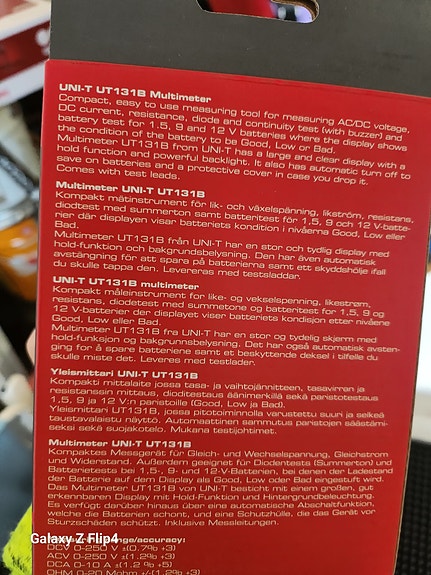 UNI-T UT131B Multimeter
Compact, easy to use measuring tool for measuring AC/DC voltage,
DC current, resistance, diode and continuity test (with buzzer) and
battery test for 1.5, 9 and 12 V batteries where the display shows
the condition of the battery to be Good, Low or Bad.
Multimeter UT131B from UNI-T has a large and clear display with a
hold function and powerful backlight. It also has automatic turn off to
save on batteries and a protective cover in case you drop it.
Comes with test leads.
Multimeter UNI-T UT131B
Kompakt mätinstrument för lik- och växelspänning, likström, resistans,
diodtest med summerton samt batteritest för 1.5, 9 och 12 V-batte-
rier där displayen visar batteriets kondition i nivåerna Good, Low eller
Bad.
Multimeter UT131B från UNI-T har en stor och tydlig display med
hold-funktion och bakgrundsbelysning. Den har även automatisk
avstängning för att spara på batterierna samt ett skyddshölje ifall
du skulle tappa den. Levereras med testsladdar.
UNI-T UT131B multimeter
Kompakt måleinstrument for like- og vekselspenning, likestrøm,
resistans, diodetest med summetone og batteritest for 1.5, 9 og
12 V-batterier der displayet viser batteriets kondisjon etter nivåene
Good, Low eller Bad.
Multimeter UT131B fra UNI-T har en stor og tydelig skjerm med
hold-funksjon og bakgrunnsbelysning. Det har også automatisk avsten-
ging for å spare batteriene samt et beskyttende deksel i tilfelle du
skulle miste det. Leveres med testlader.
Yleismittari UNI-T UT131B
Kompakti mittalaite jossa tasa- ja vaihtojännitteen, tasavirran ja
resistanssin mittaus, dioditestaus äänimerkillä sekä paristotestaus
1.5, 9 ja 12 V:n paristoille (Good, Low ja Bad).
Yleismittari UT131B, jossa pitotoiminnolla varustettu suuri ja selkeä
taustavalaistu näyttö. Automaattinen sammutus paristojen säästämi-
seksi sekä suojakotelo. Mukana testijohtimet.
Multimeter UNI-T UT131B
Kompaktes Messgerät für Gleich- und Wechselspannung, Gleichstrom
und Widerstand. Außerdem geeignet für Diodentests (Summerton) und
Batterietests bei 1,5-, 9- und 12-V-Batterien, bei denen der Ladestand
der Batterie auf dem Display als Good, Low oder Bad eingestuft wird.
Das Multimeter UT131B von UNI-T besticht mit einem großen, gut
erkennbaren Display mit Hold-Funktion und Hintergrundbeleuchtung.
Es verfügt darüber hinaus über eine automatische Abschaltfunktion,
welche die Batterien schont, und eine Schutzhülle, die das Gerät vor
Sturzschäden schützt. Inklusive Messleitungen.
range/accuracy:
DCV 0-250 V ±(0.7% +3)
ACV 0-250 V ±(1.2% +3)
DCA 0-10 A ±(1.2 % +5)
OHM 0-20 Mohm
Galaxy Z Flip4